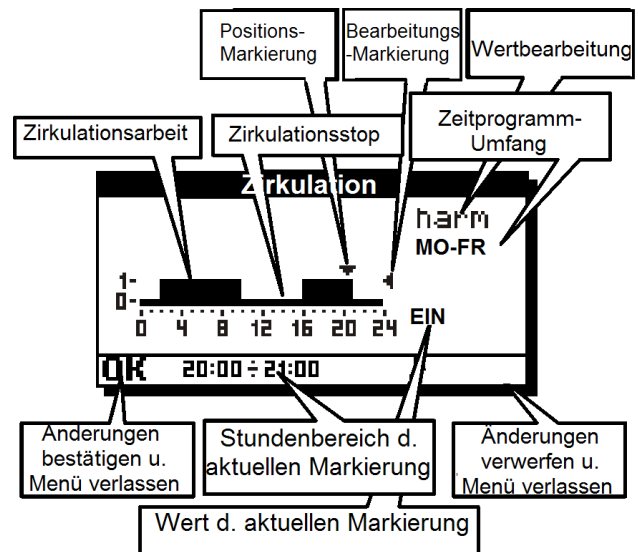 Positions-
Markierung
Bearbeitungs
-Markierung
Wertbearbeitung
Zirkulationsarbeit
Zirkulationsstop
Zeitprogramm-
Umfang
Zirkulation
harm
MO-FR
1-
0-
0 4 8 12 16 20 24
EIN
OK 20:00÷21:00
Änderungen
bestätigen u.
Menü verlassen
Stundenbereich d.
aktuellen Markierung
Änderungen
verwerfen u.
Menü verlassen
Wert d. aktuellen Markierung